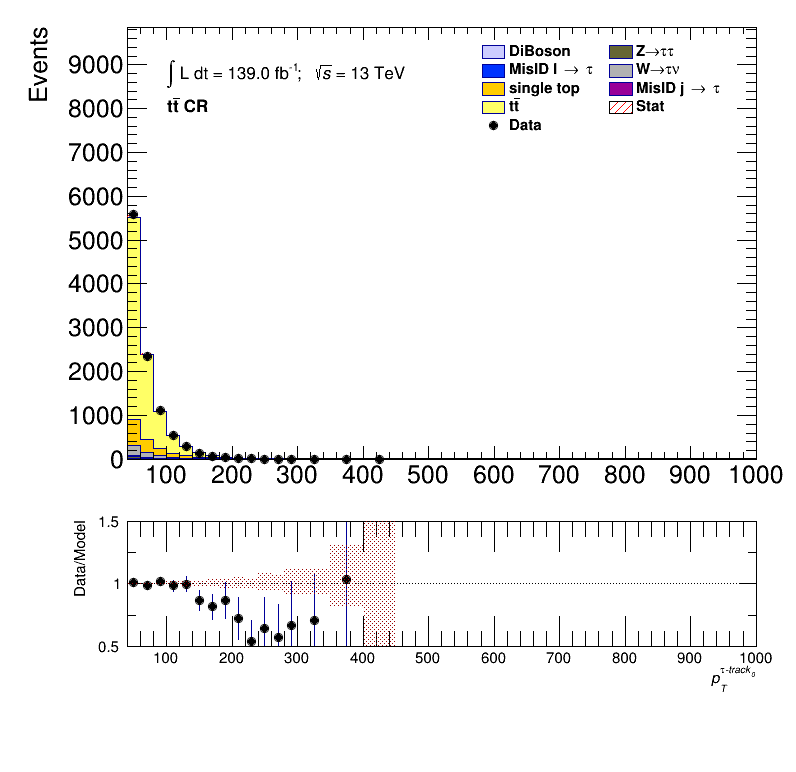 Events
∫ L dt = 139.0 fb⁻¹; √s = 13 TeV
tt̄ CR
DiBoson
MisID l → τ
single top
tt̄
Data
Z→ττ
W→τν
MisID j → τ
Stat
9000
8000
7000
6000
5000
4000
3000
2000
1000
0
100 200 300 400 500 600 700 800 900 1000
Data/Model
1.5
1
0.5
100 200 300 400 500 600 700 800 900 1000
p_T^{τ-track₀}